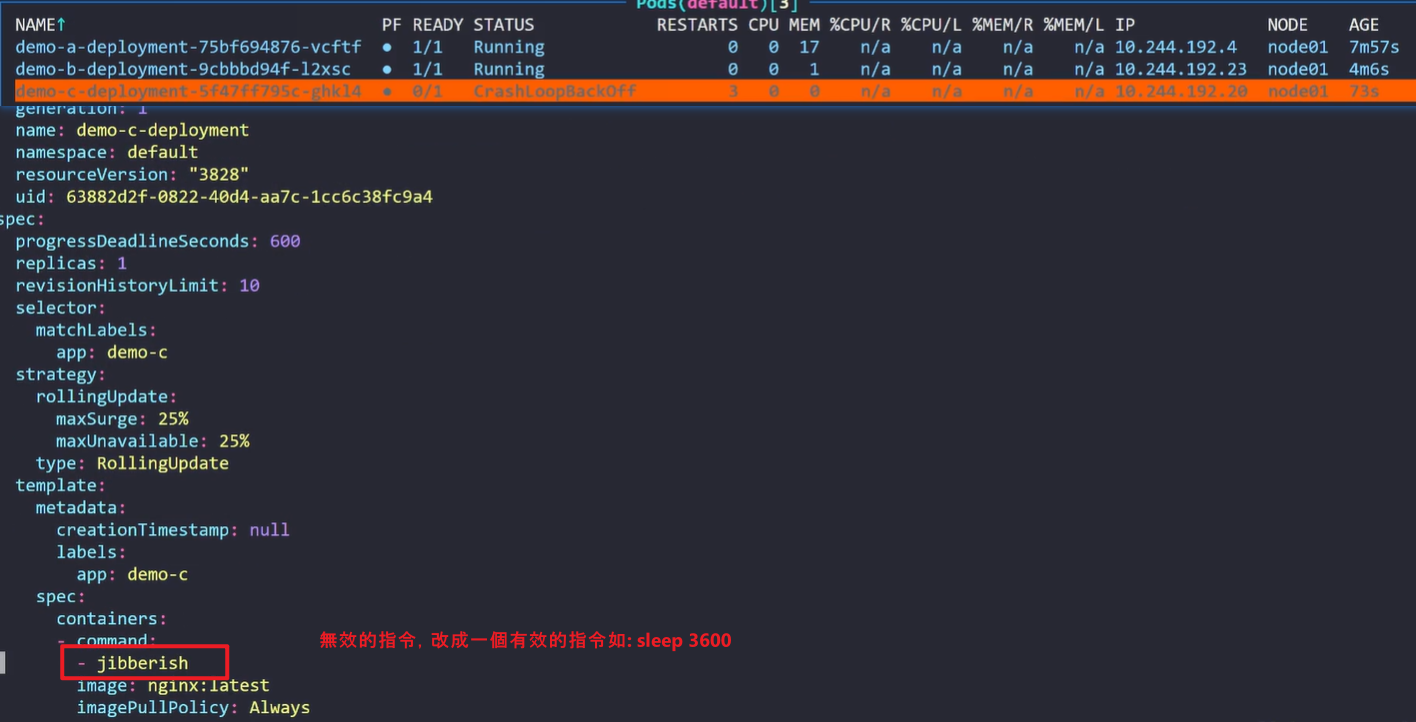 Pods(default)[3]
NAME↑ PF READY STATUS RESTARTS CPU MEM %CPU/R %CPU/L %MEM/R %MEM/L IP NODE AGE
demo-a-deployment-75bf694876-vcftf ● 1/1 Running 0 0 17 n/a n/a n/a n/a 10.244.192.4 node01 7m57s
demo-b-deployment-9cbbbd94f-l2xsc ● 1/1 Running 0 0 1 n/a n/a n/a n/a 10.244.192.23 node01 4m6s
demo-c-deployment-5f47ff795c-ghkl4 ● 0/1 CrashLoopBackOff 3 0 0 n/a n/a n/a n/a 10.244.192.20 node01 73s
generation: 1
name: demo-c-deployment
namespace: default
resourceVersion: "3828"
uid: 63882d2f-0822-40d4-aa7c-1cc6c38fc9a4
spec:
progressDeadlineSeconds: 600
replicas: 1
revisionHistoryLimit: 10
selector:
matchLabels:
app: demo-c
strategy:
rollingUpdate:
maxSurge: 25%
maxUnavailable: 25%
type: RollingUpdate
template:
metadata:
creationTimestamp: null
labels:
app: demo-c
spec:
containers:
- command:
無效的指令, 改成一個有效的指令如: sleep 3600
- jibberish
image: nginx:latest
imagePullPolicy: Always